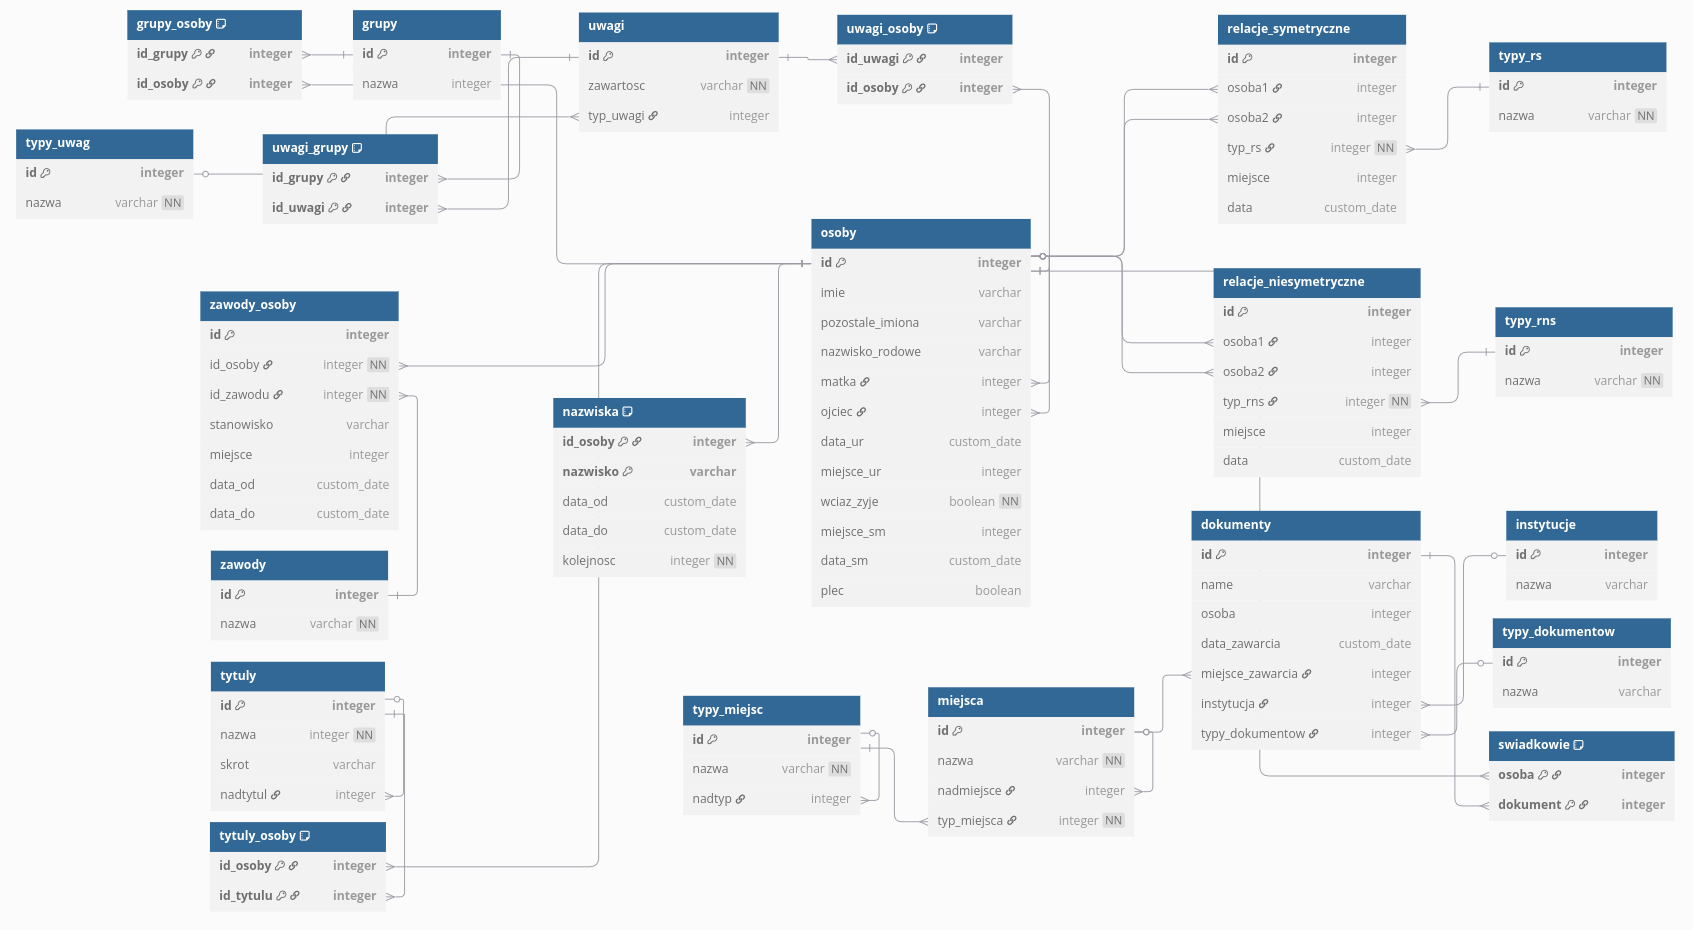 grupy_osoby
id_grupy integer
id_osoby integer
grupy
id integer
nazwa integer
uwagi
id integer
zawartosc varchar NN
typ_uwagi integer
uwagi_osoby
id_uwagi integer
id_osoby integer
relacje_symetryczne
id integer
osoba1 integer
osoba2 integer
typ_rs integer NN
miejsce integer
data custom_date
typy_rs
id integer
nazwa varchar NN
typy_uwag
id integer
nazwa varchar NN
uwagi_grupy
id_grupy integer
id_uwagi integer
osoby
id integer
imie varchar
pozostale_imiona varchar
nazwisko_rodowe varchar
matka integer
ojciec integer
data_ur custom_date
miejsce_ur integer
wciaz_zyje boolean NN
miejsce_sm integer
data_sm custom_date
plec boolean
relacje_niesymetryczne
id integer
osoba1 integer
osoba2 integer
typ_rns integer NN
miejsce integer
data custom_date
typy_rns
id integer
nazwa varchar NN
zawody_osoby
id integer
id_osoby integer NN
id_zawodu integer NN
stanowisko varchar
miejsce integer
data_od custom_date
data_do custom_date
nazwiska
id_osoby integer
nazwisko varchar
data_od custom_date
data_do custom_date
kolejnosc integer NN
zawody
id integer
nazwa varchar NN
dokumenty
id integer
name varchar
osoba integer
data_zawarcia custom_date
miejsce_zawarcia integer
instytucja integer
typy_dokumentow integer
instytucje
id integer
nazwa varchar
typy_dokumentow
id integer
nazwa varchar
swiadkowie
osoba integer
dokument integer
tytuly
id integer
nazwa integer NN
skrot varchar
nadtytul integer
tytuly_osoby
id_osoby integer
id_tytulu integer
typy_miejsc
id integer
nazwa varchar NN
nadtyp integer
miejsca
id integer
nazwa varchar NN
nadmiejsce integer
typ_miejsca integer NN